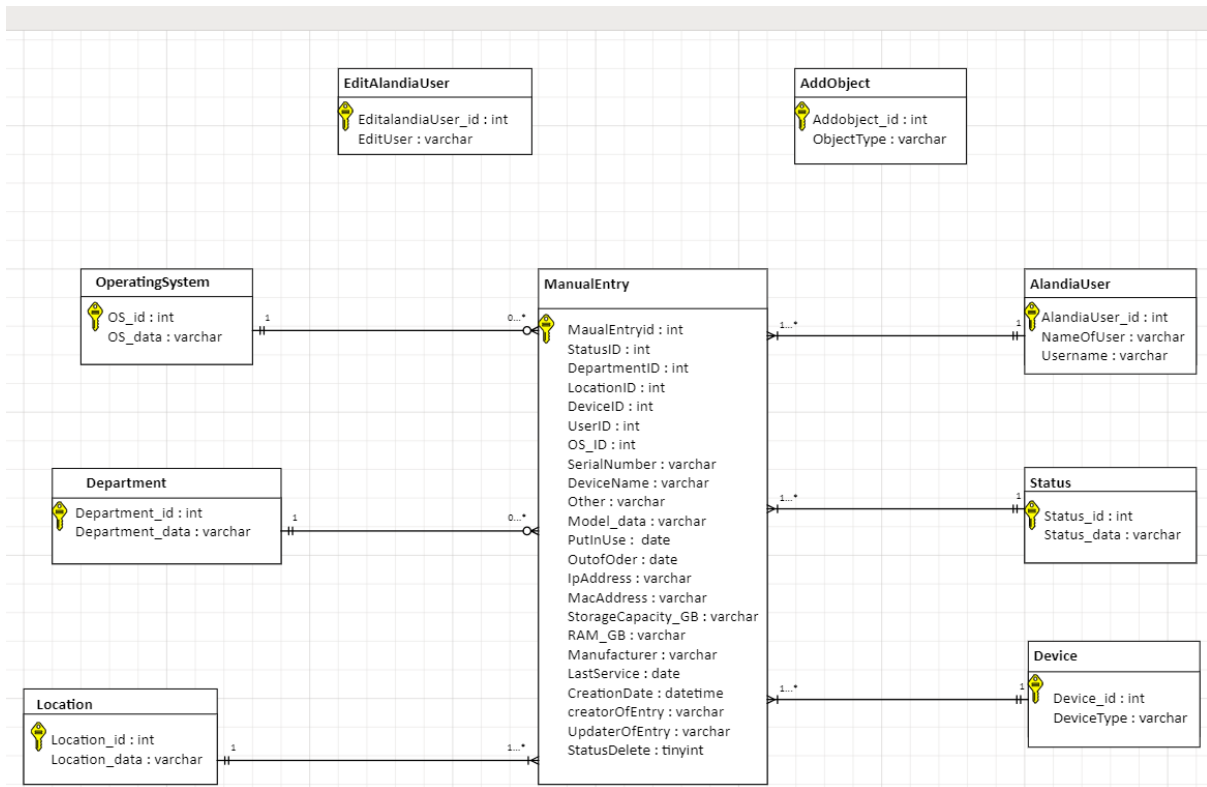 EditAlandiaUser
EditalandiaUser_id : int
EditUser : varchar
AddObject
Addobject_id : int
ObjectType : varchar
OperatingSystem
OS_id : int
OS_data : varchar
1
0...*
ManualEntry
MaualEntryid : int
StatusID : int
DepartmentID : int
LocationID : int
DeviceID : int
UserID : int
OS_ID : int
SerialNumber : varchar
DeviceName : varchar
Other : varchar
Model_data : varchar
PutInUse : date
OutofOder : date
IpAddress : varchar
MacAddress : varchar
StorageCapacity_GB : varchar
RAM_GB : varchar
Manufacturer : varchar
LastService : date
CreationDate : datetime
creatorOfEntry : varchar
UpdaterOfEntry : varchar
StatusDelete : tinyint
1...*
1
AlandiaUser
AlandiaUser_id : int
NameOfUser : varchar
Username : varchar
Department
Department_id : int
Department_data : varchar
1
0...*
1...*
1
Status
Status_id : int
Status_data : varchar
Location
Location_id : int
Location_data : varchar
1
1...*
1...*
1
Device
Device_id : int
DeviceType : varchar